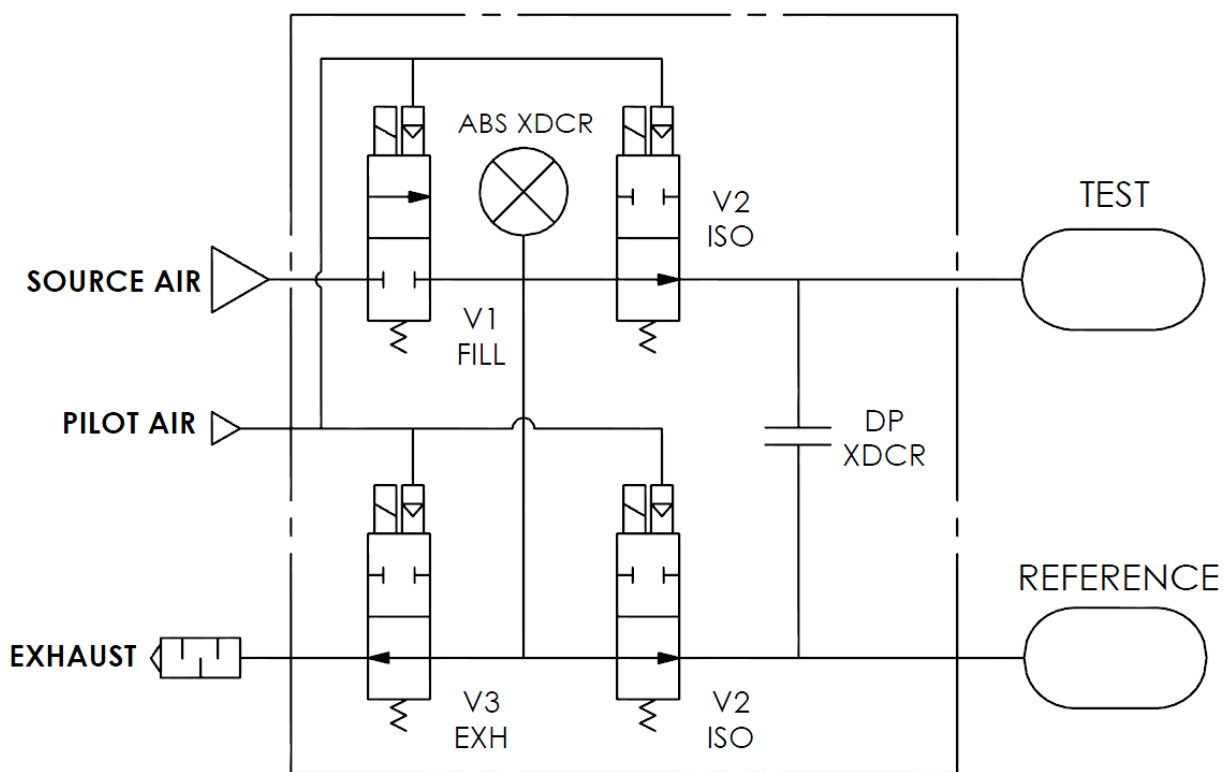 ABS XDCR
TEST
V2
ISO
SOURCE AIR
V1
FILL
PILOT AIR
DP
XDCR
REFERENCE
EXHAUST
V3
EXH
V2
ISO